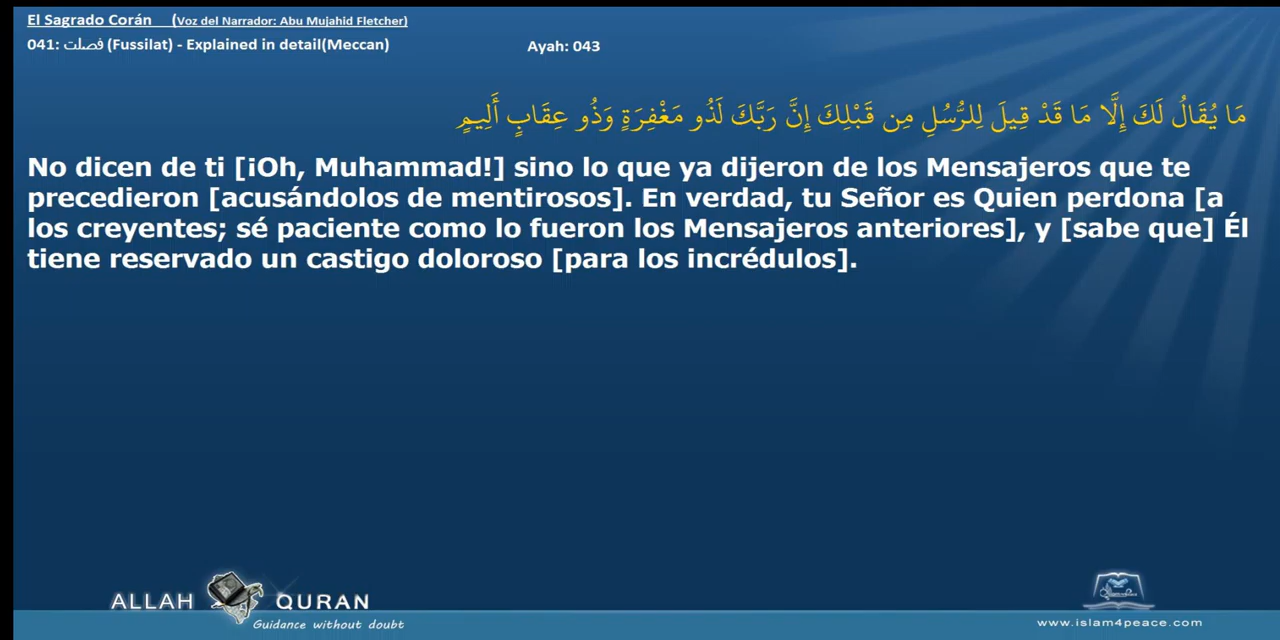 El Sagrado Corán (Voz del Narrador: Abu Mujahid Fletcher)
041: فصلت (Fussilat) - Explained in detail(Meccan) Ayah: 043
مَا يُقَالُ لَكَ إِلَّا مَا قَدْ قِيلَ لِلرُّسُلِ مِن قَبْلِكَ إِنَّ رَبَّكَ لَذُو مَغْفِرَةٍ وَذُو عِقَابٍ أَلِيمٍ
No dicen de ti [¡Oh, Muhammad!] sino lo que ya dijeron de los Mensajeros que te
precedieron [acusándolos de mentirosos]. En verdad, tu Señor es Quien perdona [a
los creyentes; sé paciente como lo fueron los Mensajeros anteriores], y [sabe que] Él
tiene reservado un castigo doloroso [para los incrédulos].
ALLAH QURAN
Guidance without doubt
www.islam4peace.com